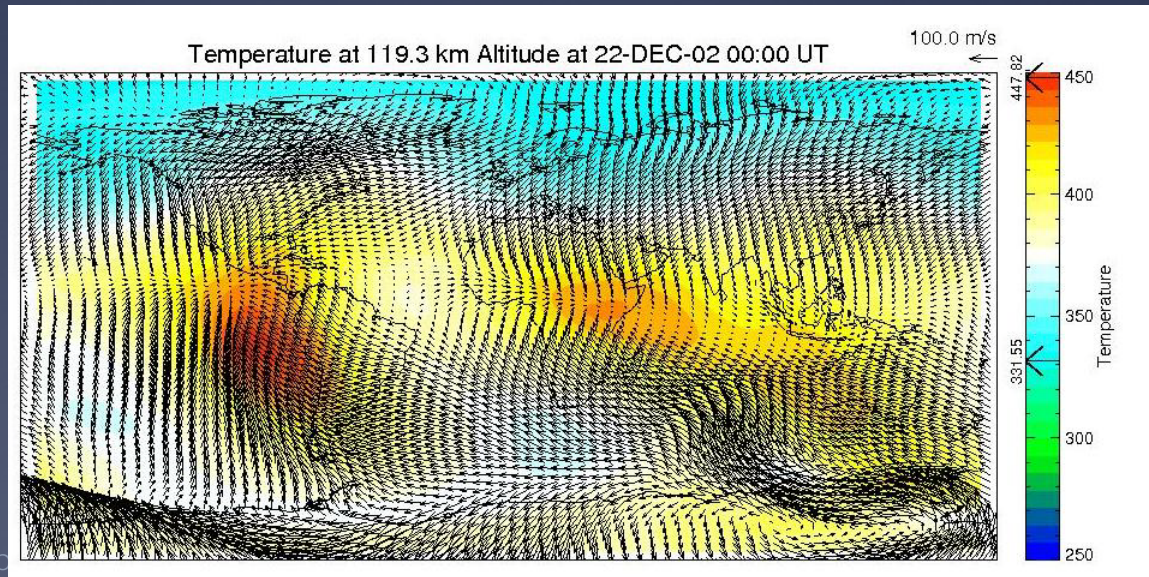 100.0 m/s
Temperature at 119.3 km Altitude at 22-DEC-02 00:00 UT
447.82
450
400
350
331.55
300
250
Temperature